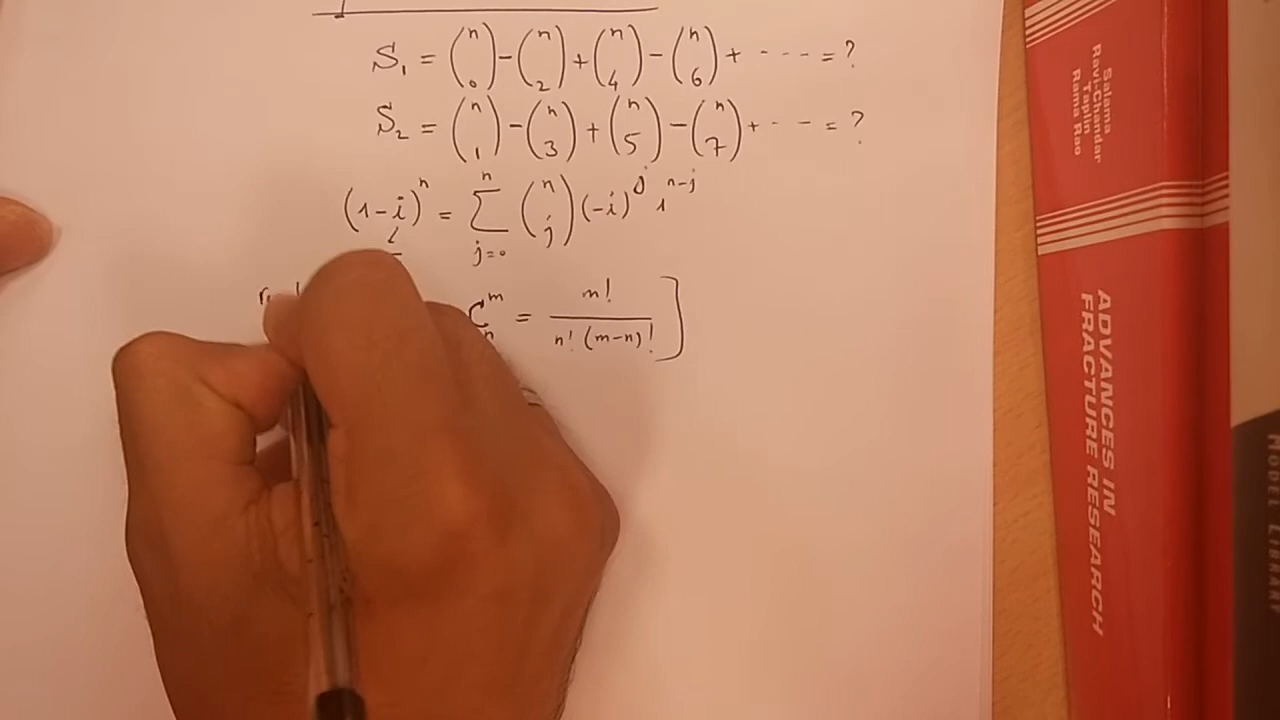 S₁ = (n 0) − (n 2) + (n 4) − (n 6) + - - - - = ?
S₂ = (n 1) − (n 3) + (n 5) − (n 7) + - - - = ?
(1−i)ⁿ = Σ_{j=0}^{n} (n j) (−i)^j 1^{n−j}
C_n^m = m! / n! (m−n)! ]
Salama
Ravi-Chandar
Taplin
Rama Rao
ADVANCES IN
FRACTURE RESEARCH